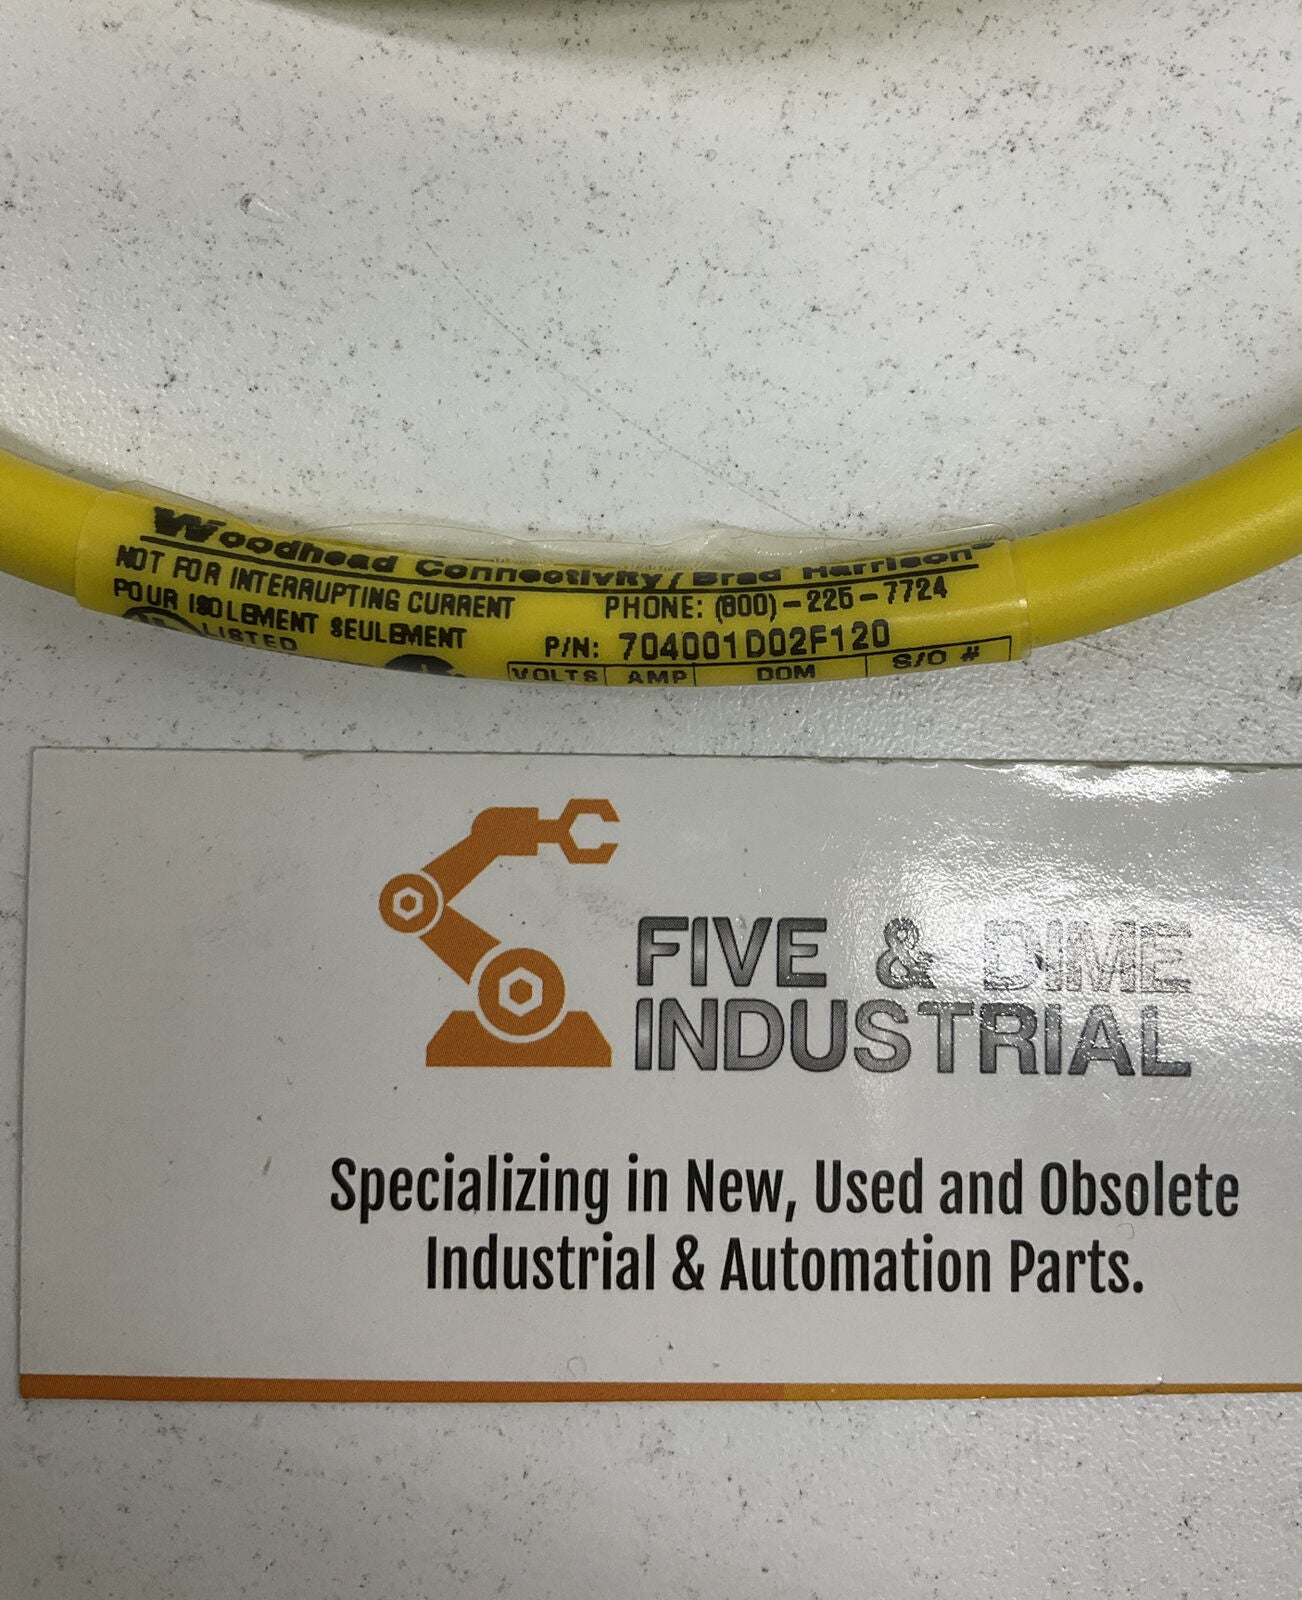 Woodhead Connectivity / Brad Harrison®
NOT FOR INTERRUPTING CURRENT
PHONE: (800)-225-7724
POUR ISOLEMENT SEULEMENT
P/N: 704001D02F120
LISTED
VOLTS AMP DOM S/O #
FIVE & DIME
INDUSTRIAL
Specializing in New, Used and Obsolete
Industrial & Automation Parts.